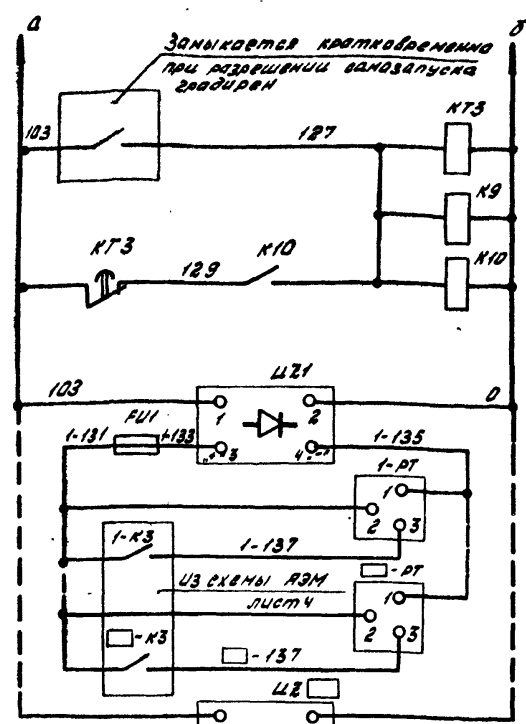 а б
Замыкается кратковременно
при разрешении самозапуска
градирен
103 127 КТ3
К9
КТ3 129 К10 К10
103 UZ1 0
1 2
1-131 FU1 1-133 "+" 3 4 "-" 1-135
1-РТ
1
2 3
1-К3 1-137
□-РТ
Из схемы АЭМ
лист 4
1
2 3
□-К3 □-137
UZ □